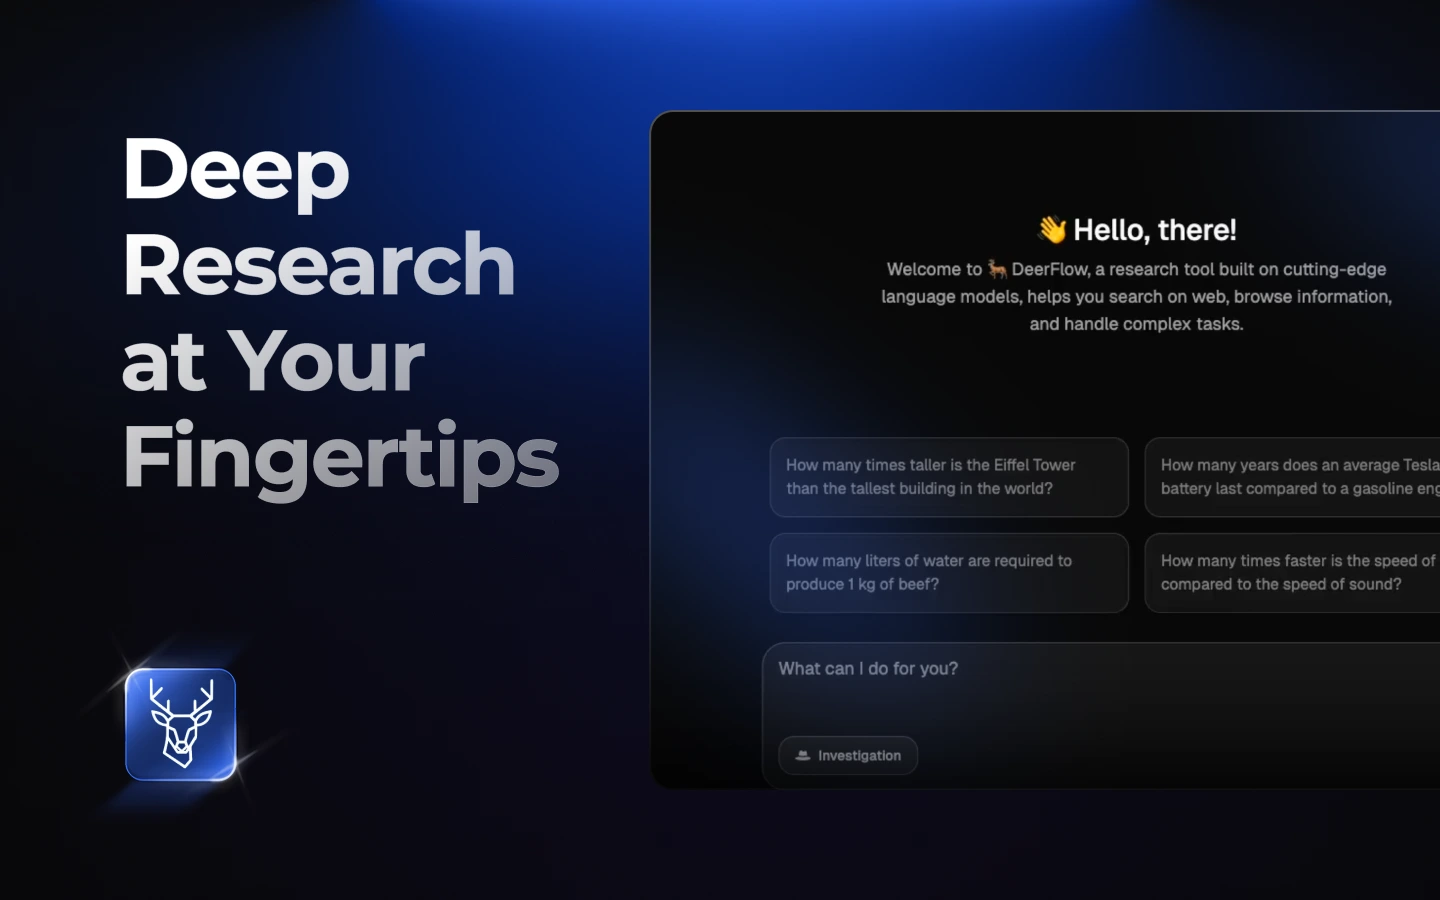 Deep
Research
at Your
Fingertips
👋 Hello, there!
Welcome to 🦌 DeerFlow, a research tool built on cutting-edge
language models, helps you search on web, browse information,
and handle complex tasks.
How many times taller is the Eiffel Tower
than the tallest building in the world?
How many years does an average Tesla
battery last compared to a gasoline
How many liters of water are required to
produce 1 kg of beef?
How many times faster is the speed of
compared to the speed of sound?
What can I do for you?
Investigation